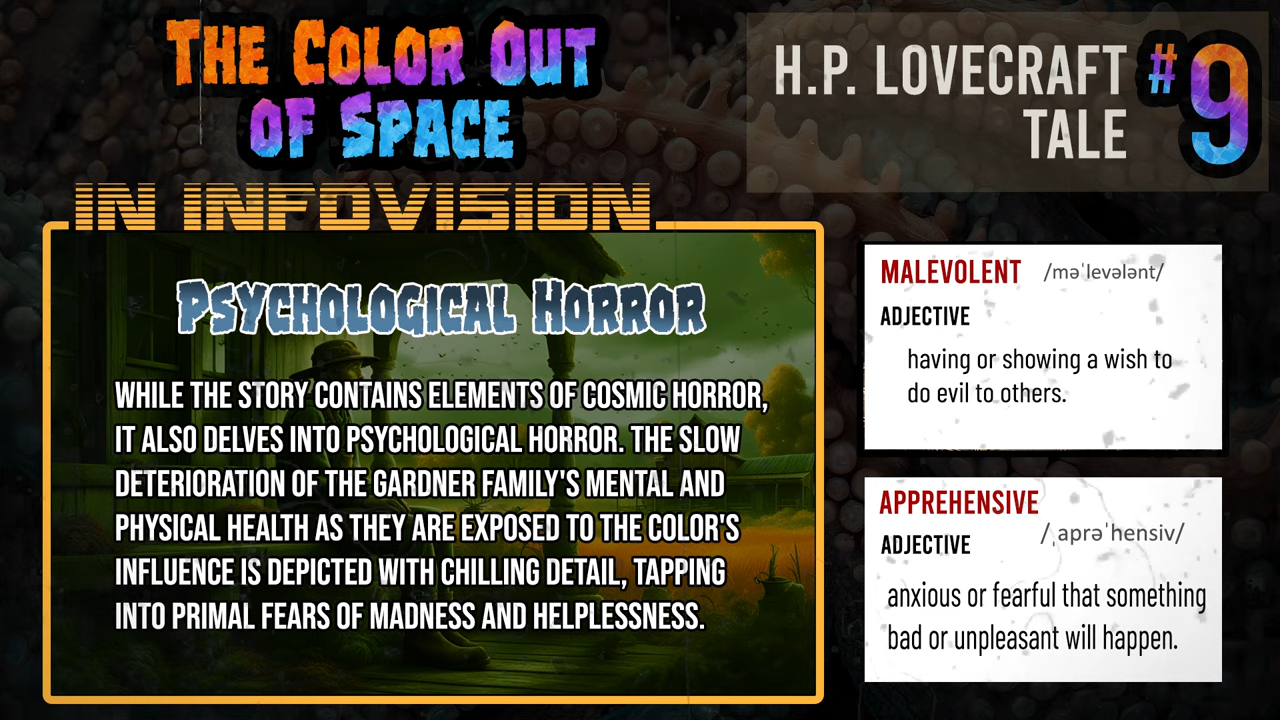 The Color Out
of Space
H.P. LOVECRAFT
TALE
#9
IN INFOVISION
Psychological Horror
WHILE THE STORY CONTAINS ELEMENTS OF COSMIC HORROR,
IT ALSO DELVES INTO PSYCHOLOGICAL HORROR. THE SLOW
DETERIORATION OF THE GARDNER FAMILY'S MENTAL AND
PHYSICAL HEALTH AS THEY ARE EXPOSED TO THE COLOR'S
INFLUENCE IS DEPICTED WITH CHILLING DETAIL, TAPPING
INTO PRIMAL FEARS OF MADNESS AND HELPLESSNESS.
MALEVOLENT /məˈlevələnt/
ADJECTIVE
having or showing a wish to
do evil to others.
APPREHENSIVE
/ˌaprəˈhensiv/
ADJECTIVE
anxious or fearful that something
bad or unpleasant will happen.